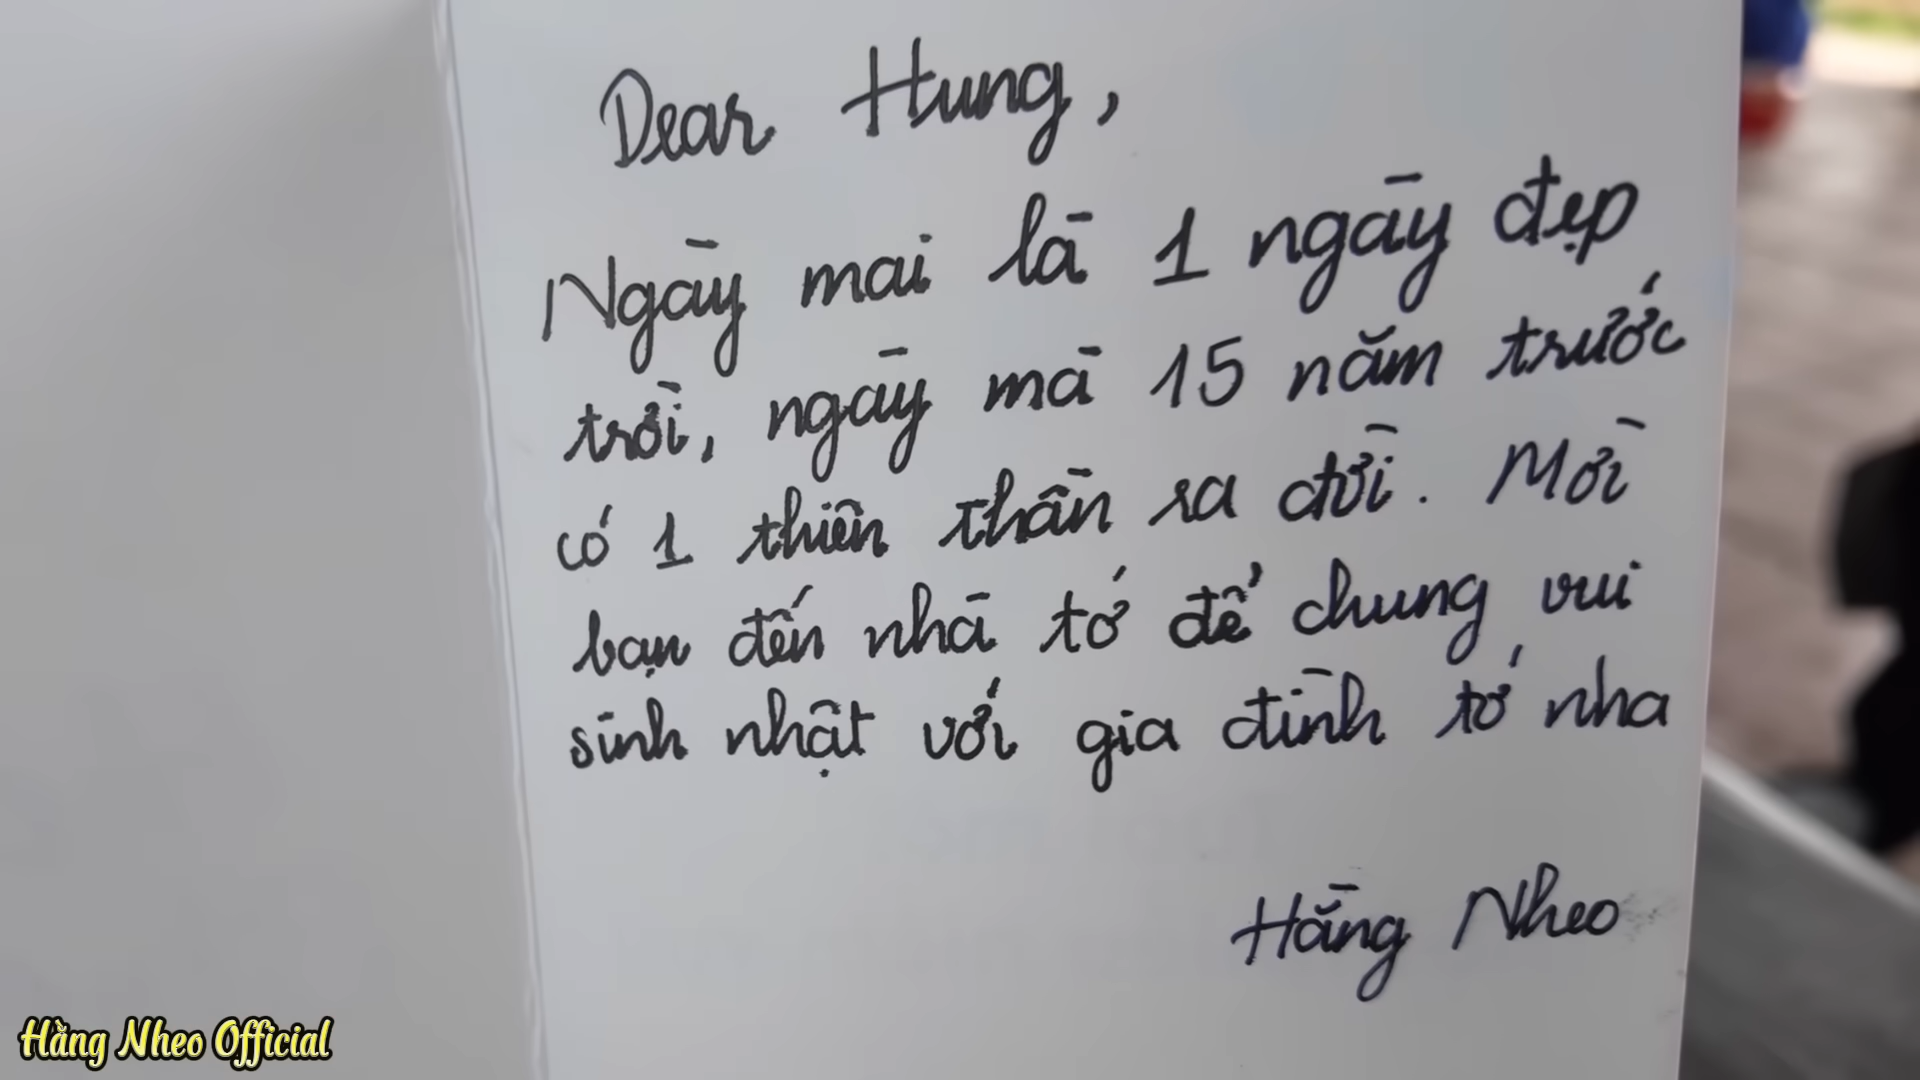 Dear Hưng,
Ngày mai là 1 ngày đẹp
trời, ngày mà 15 năm trước
có 1 thiên thần ra đời. Mời
bạn đến nhà tớ để chung vui
sinh nhật với gia đình tớ nha
Hằng Nheo
Hằng Nheo Official